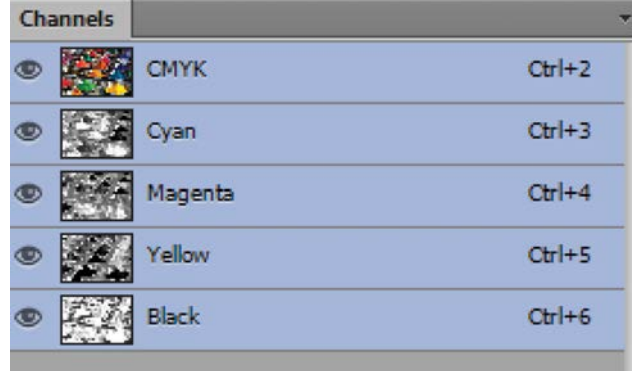 Channels
CMYK Ctrl+2
Cyan Ctrl+3
Magenta Ctrl+4
Yellow Ctrl+5
Black Ctrl+6